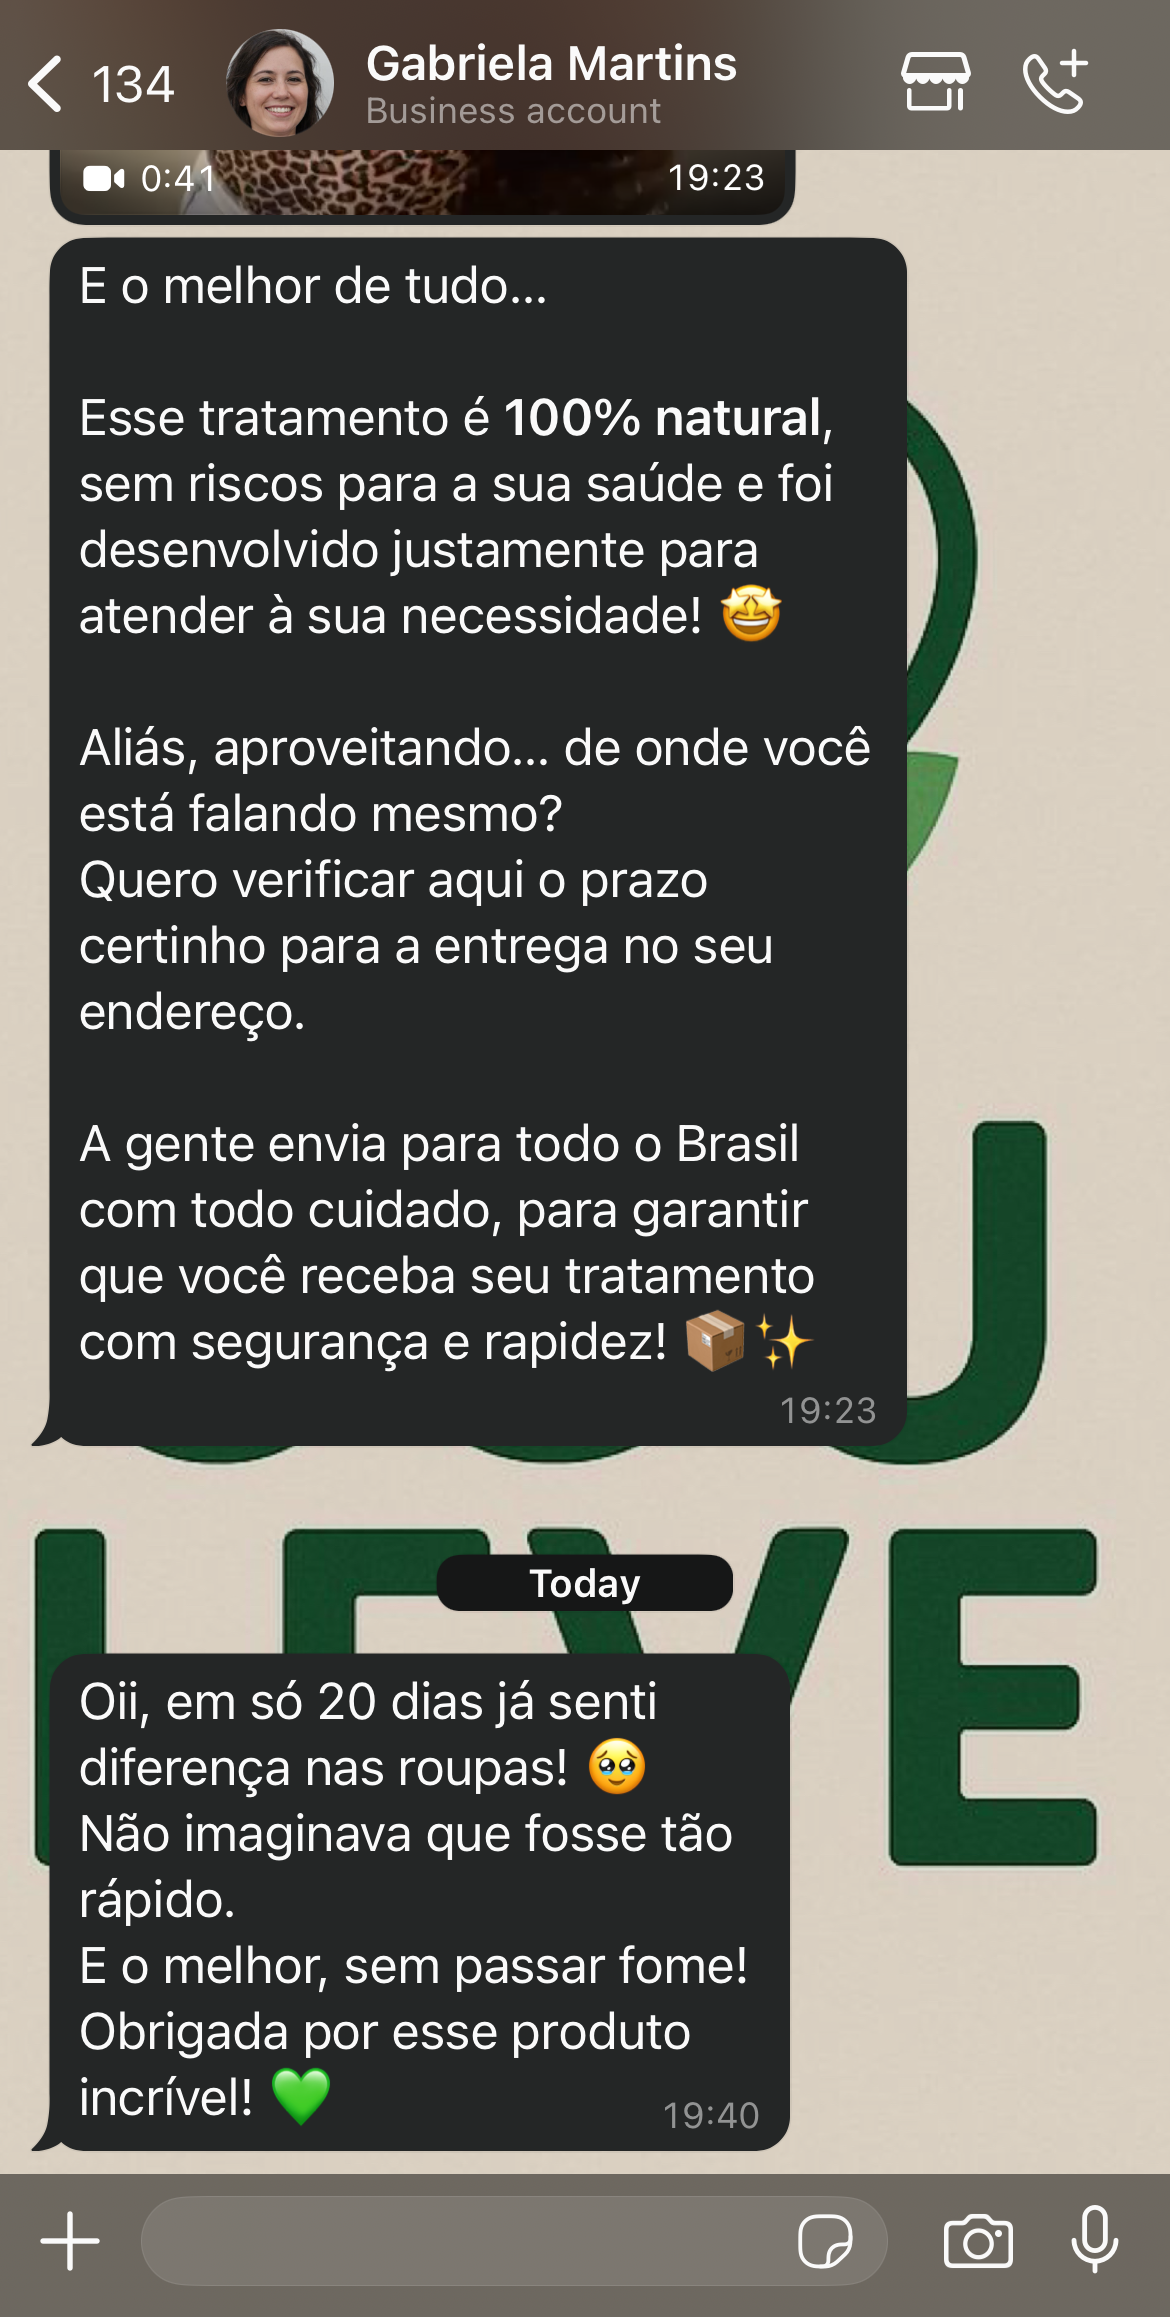 134
Gabriela Martins
Business account
0:41
19:23
E o melhor de tudo...
Esse tratamento é 100% natural,
sem riscos para a sua saúde e foi
desenvolvido justamente para
atender à sua necessidade! 🤩
Aliás, aproveitando... de onde você
está falando mesmo?
Quero verificar aqui o prazo
certinho para a entrega no seu
endereço.
A gente envia para todo o Brasil
com todo cuidado, para garantir
que você receba seu tratamento
com segurança e rapidez! 📦✨
19:23
LEVE
Today
Oii, em só 20 dias já senti
diferença nas roupas! 🥹
Não imaginava que fosse tão
rápido.
E o melhor, sem passar fome!
Obrigada por esse produto
incrível! 💚
19:40